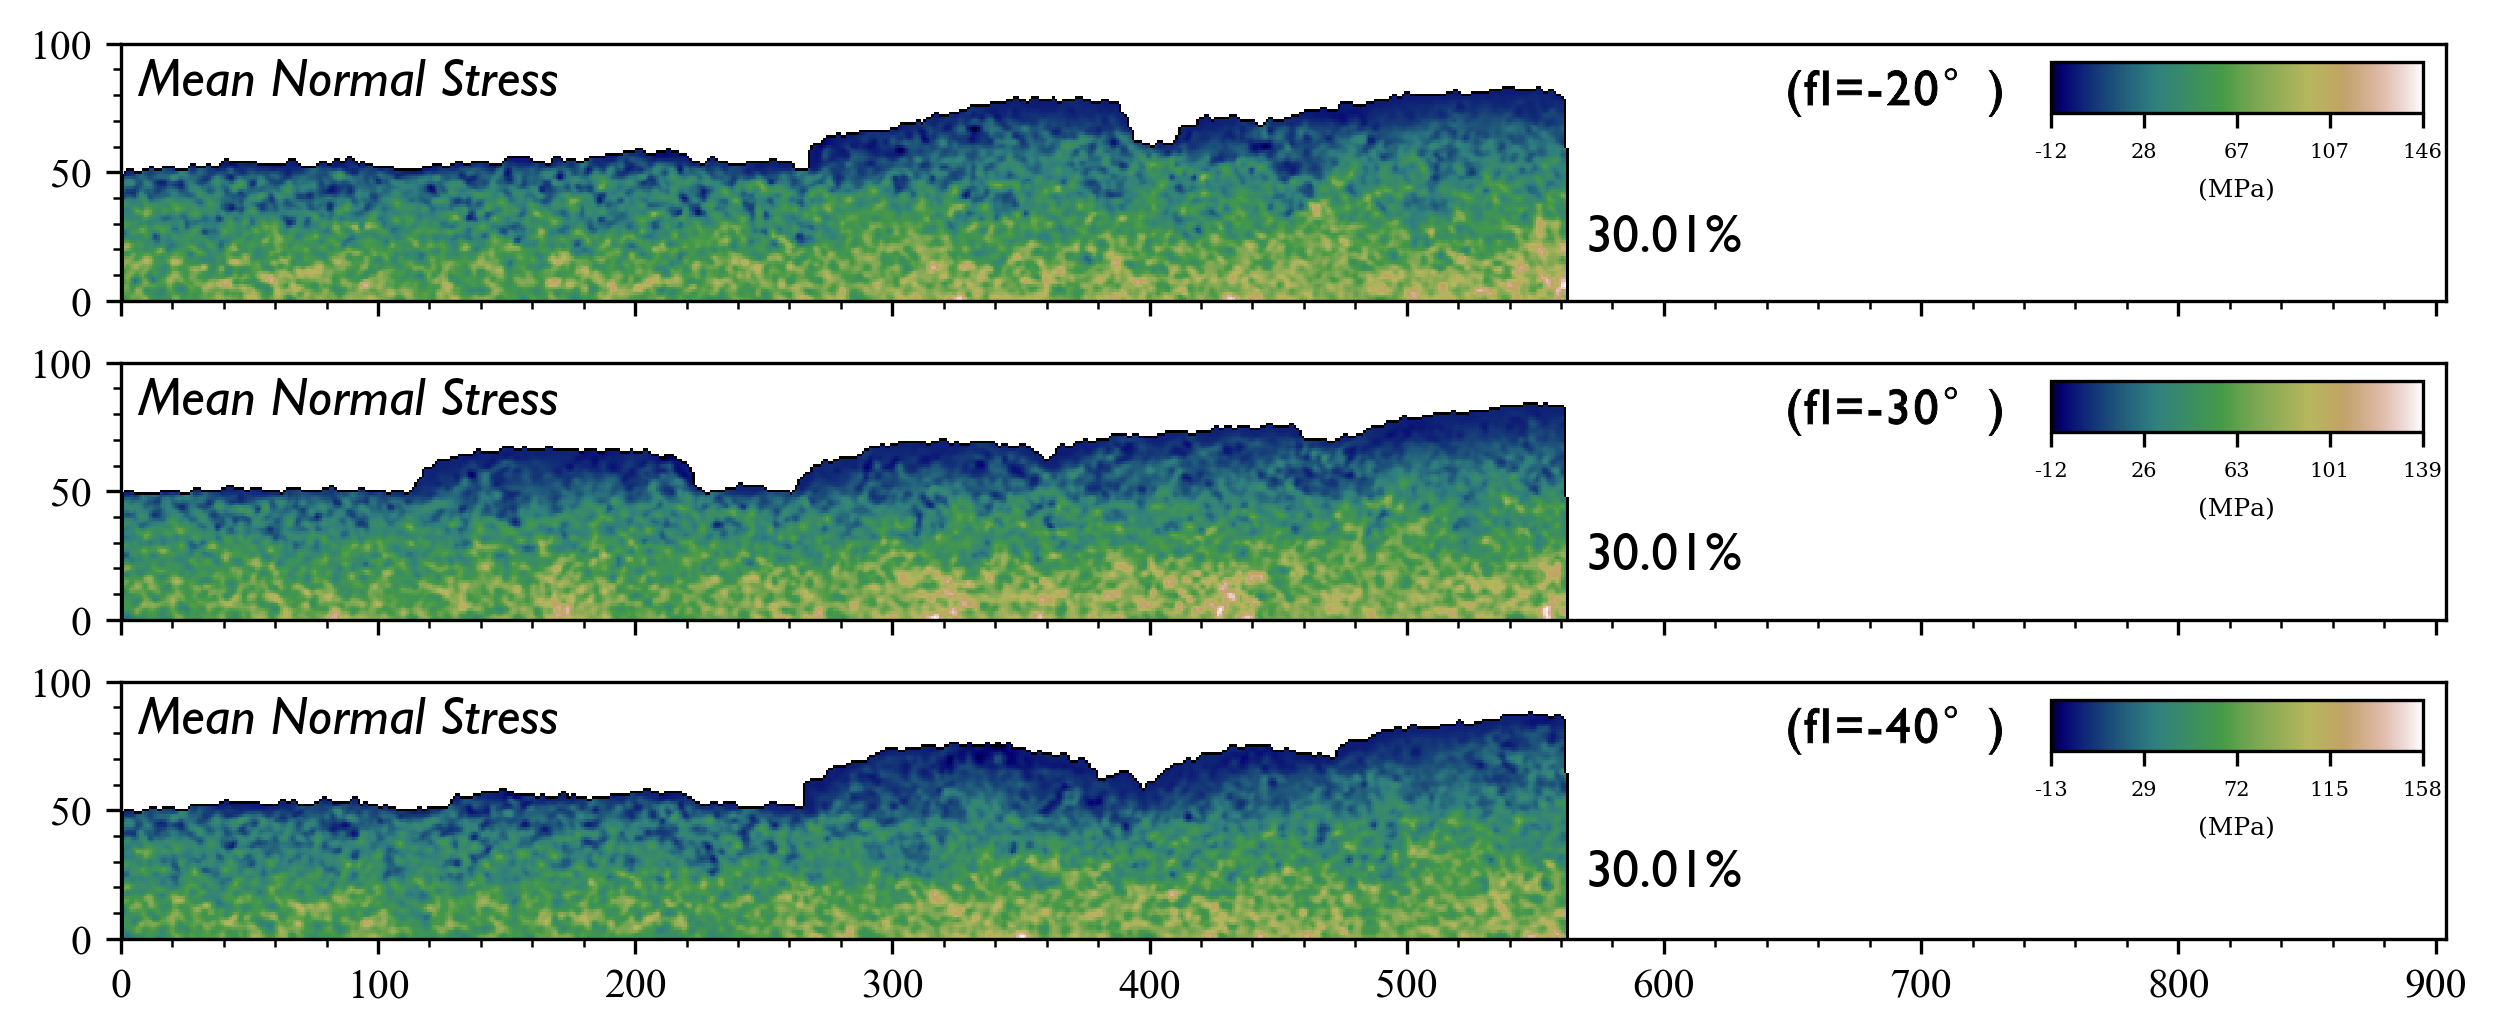 100
50
0
Mean Normal Stress
(fl=-20° )
-12 28 67 107 146
(MPa)
30.01%
100
50
0
Mean Normal Stress
(fl=-30° )
-12 26 63 101 139
(MPa)
30.01%
100
50
0
Mean Normal Stress
(fl=-40° )
-13 29 72 115 158
(MPa)
30.01%
0 100 200 300 400 500 600 700 800 900